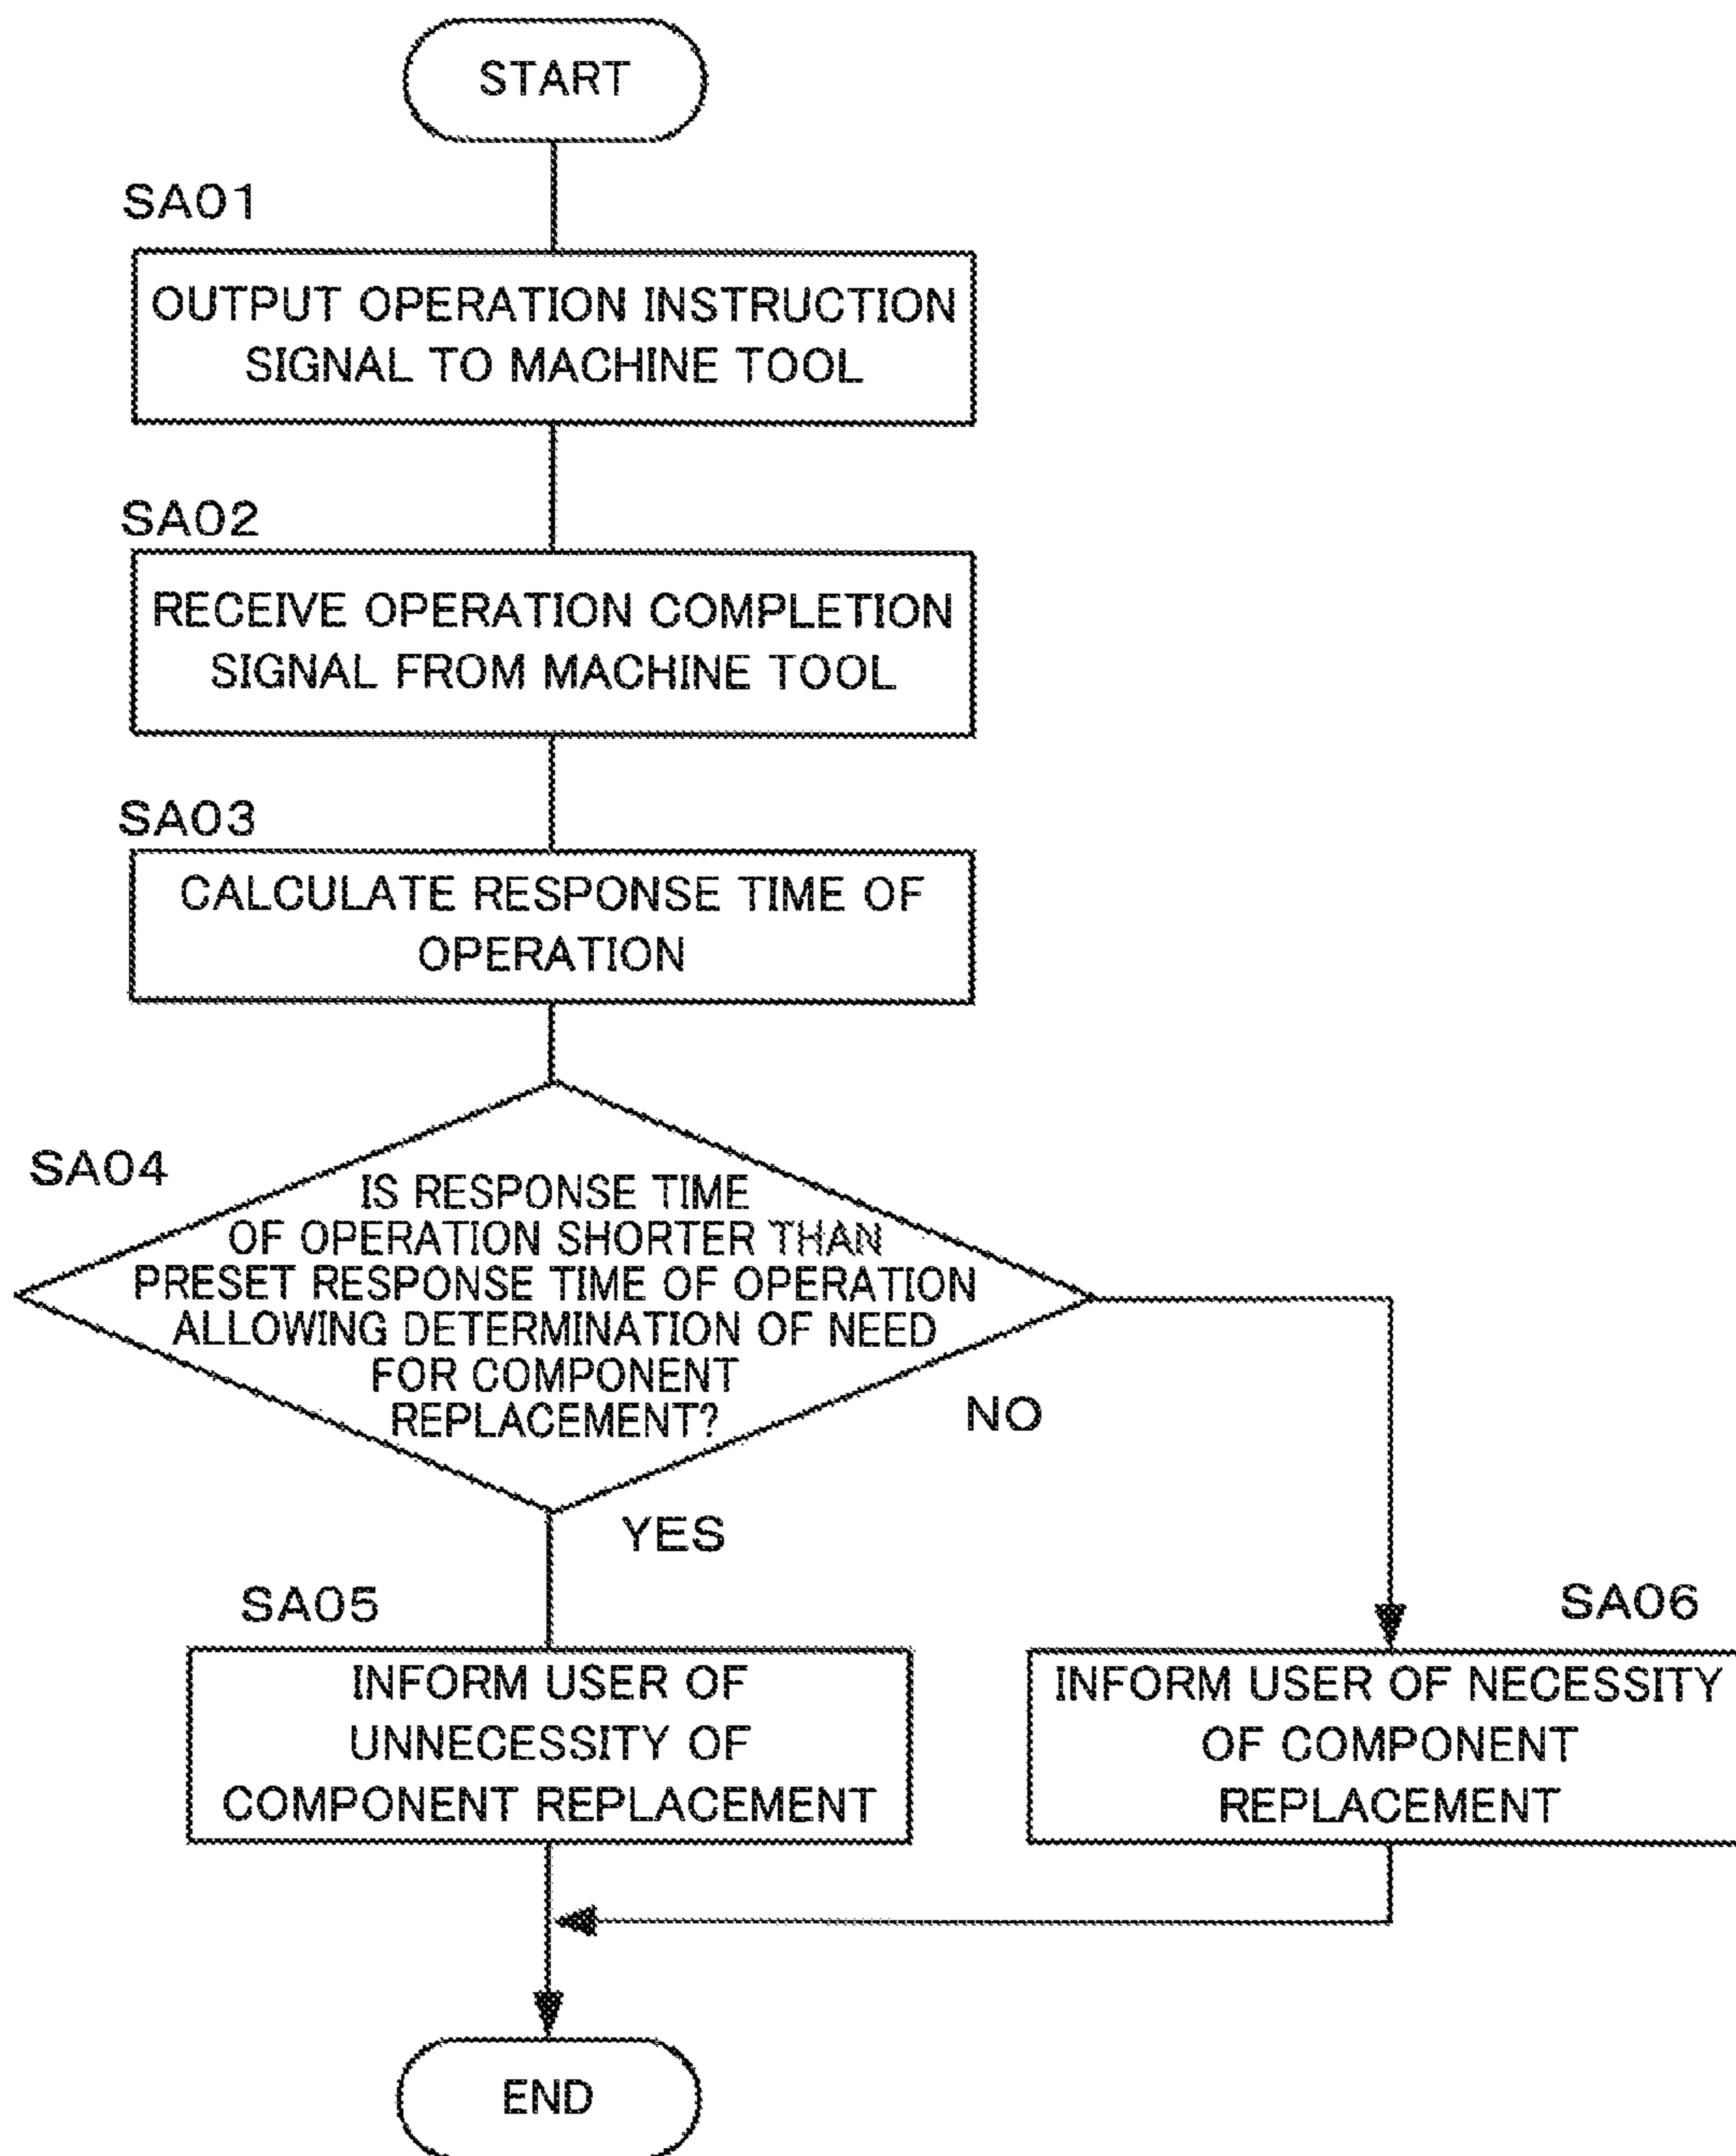 START
SA01
OUTPUT OPERATION INSTRUCTION
SIGNAL TO MACHINE TOOL
SA02
RECEIVE OPERATION COMPLETION
SIGNAL FROM MACHINE TOOL
SA03
CALCULATE RESPONSE TIME OF
OPERATION
SA04
IS RESPONSE TIME
OF OPERATION SHORTER THAN
PRESET RESPONSE TIME OF OPERATION
ALLOWING DETERMINATION OF NEED
FOR COMPONENT
REPLACEMENT?
NO
YES
SA05
INFORM USER OF
UNNECESSITY OF
COMPONENT REPLACEMENT
SA06
INFORM USER OF NECESSITY
OF COMPONENT
REPLACEMENT
END